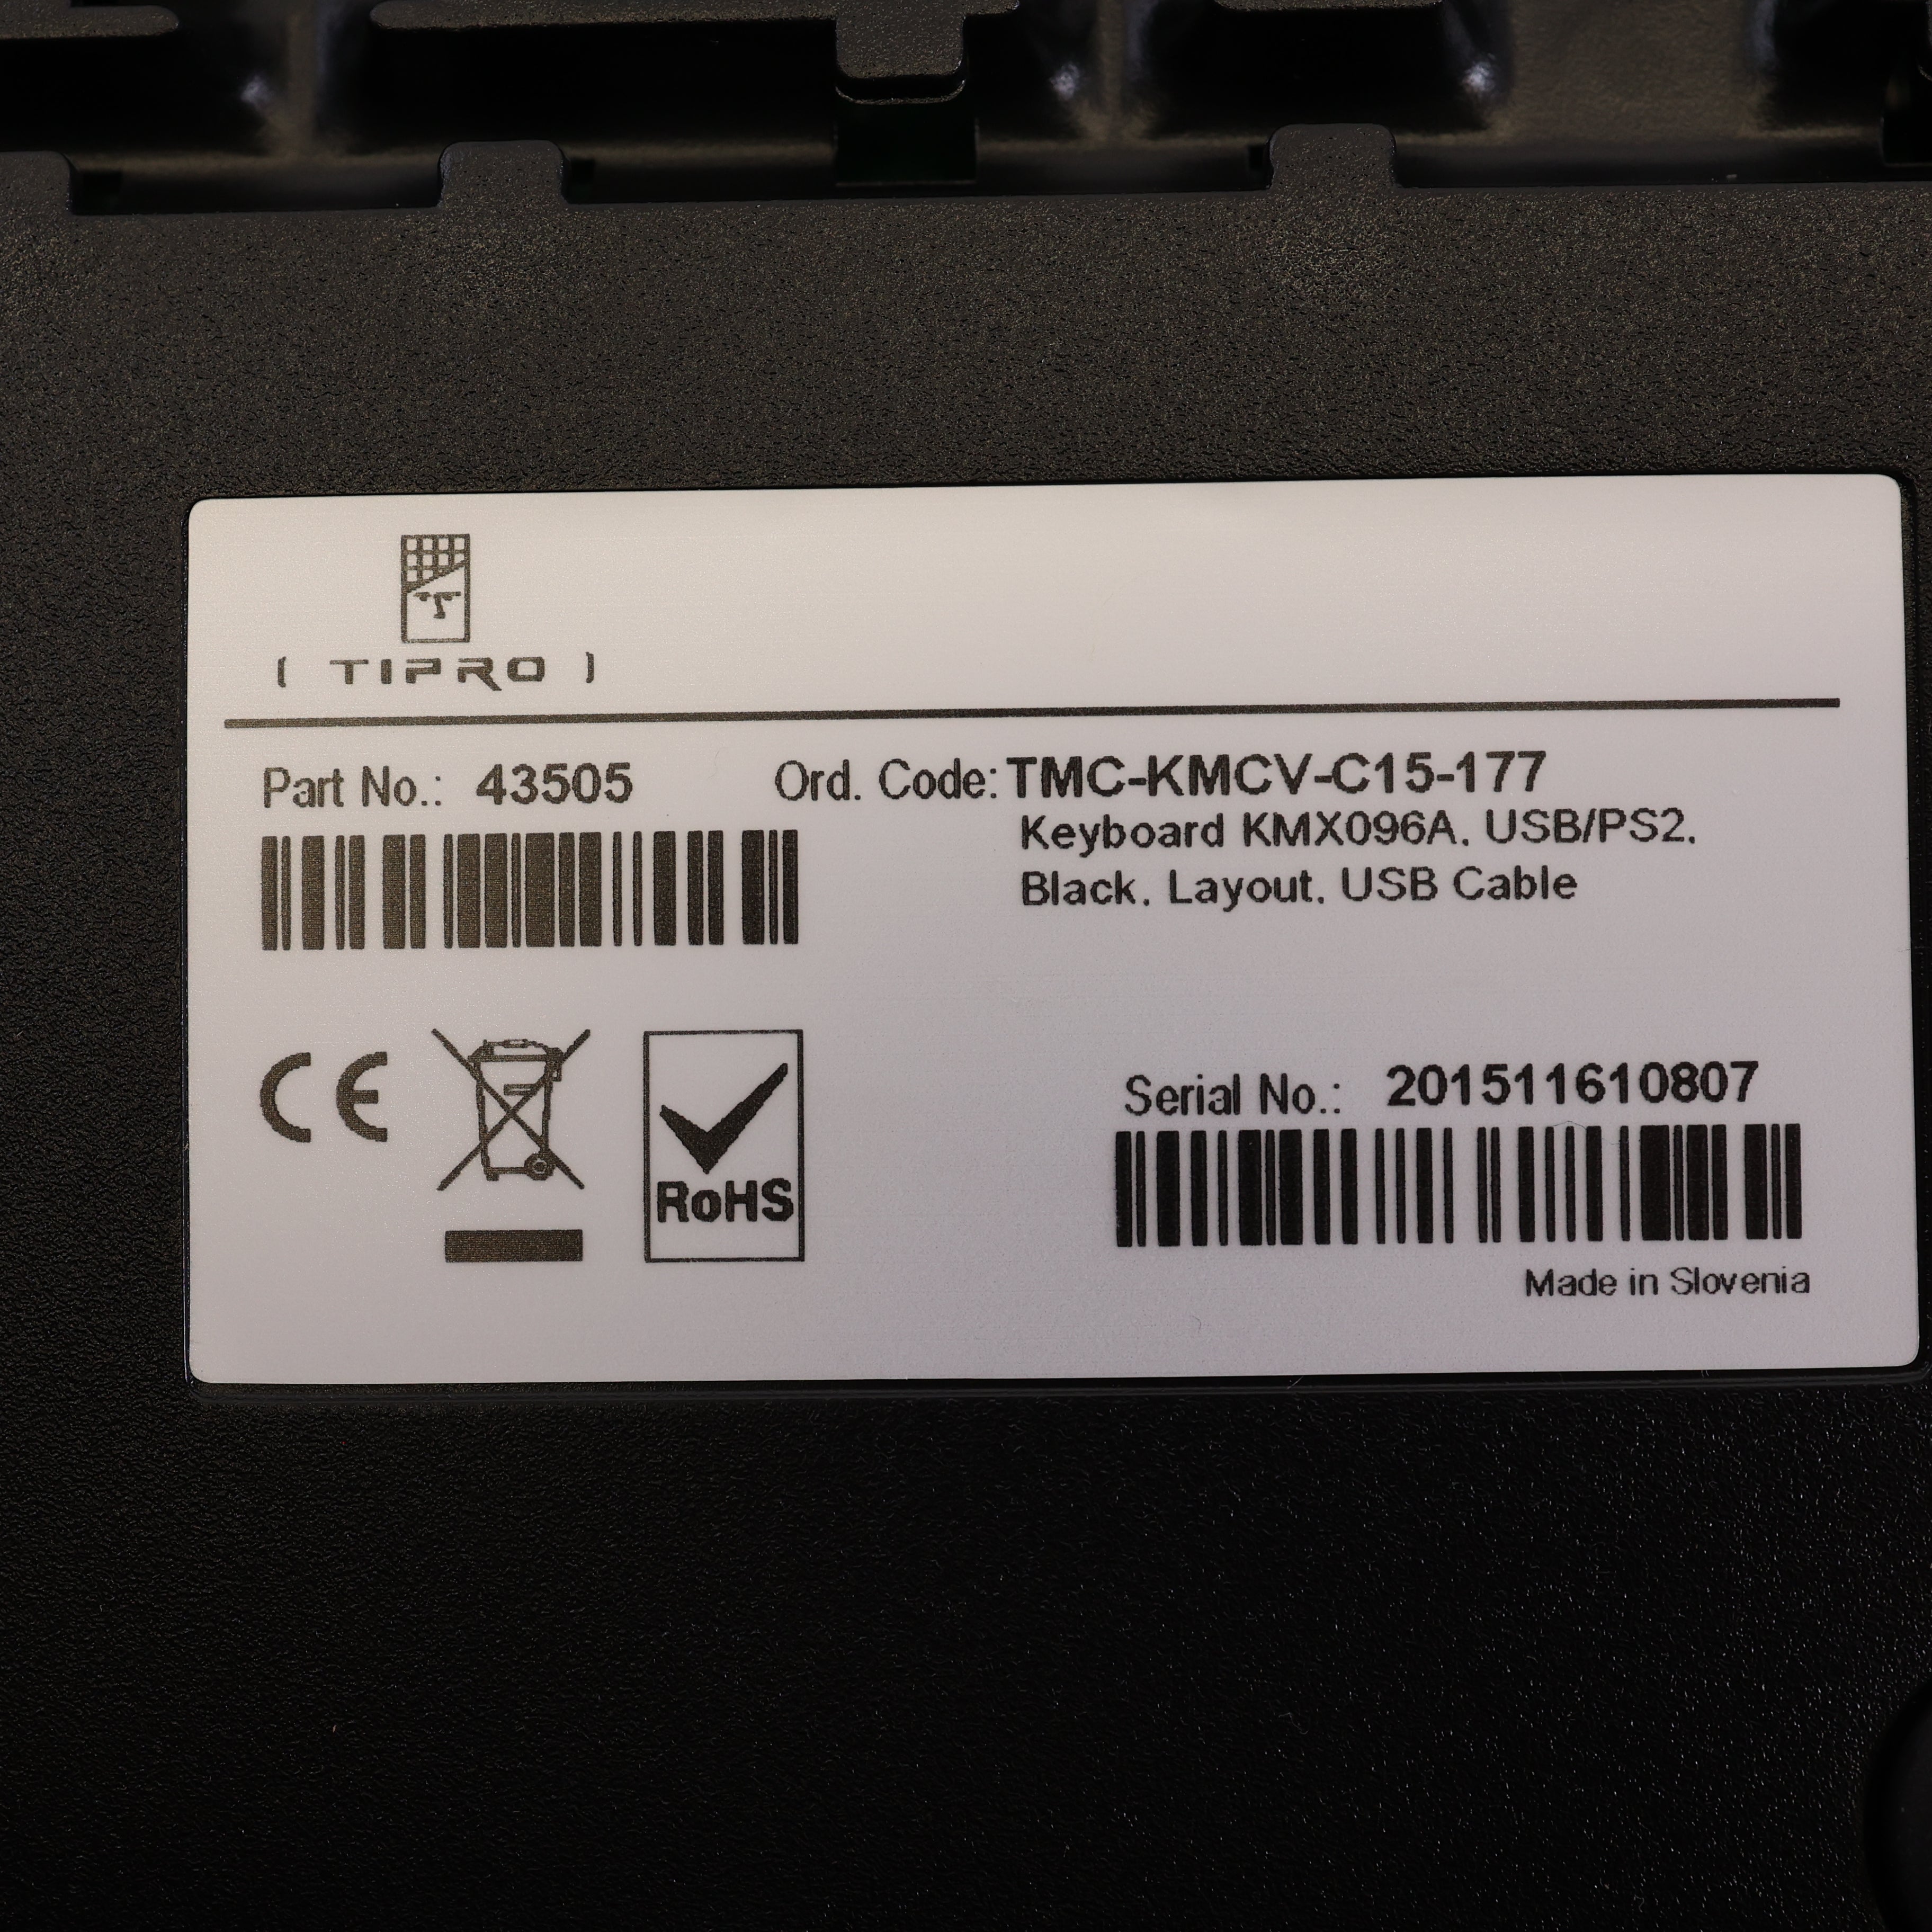 ( TIPRO )
Part No.: 43505
Ord. Code: TMC-KMCV-C15-177
Keyboard KMX096A, USB/PS2,
Black, Layout, USB Cable
CE
RoHS
Serial No.: 201511610807
Made in Slovenia